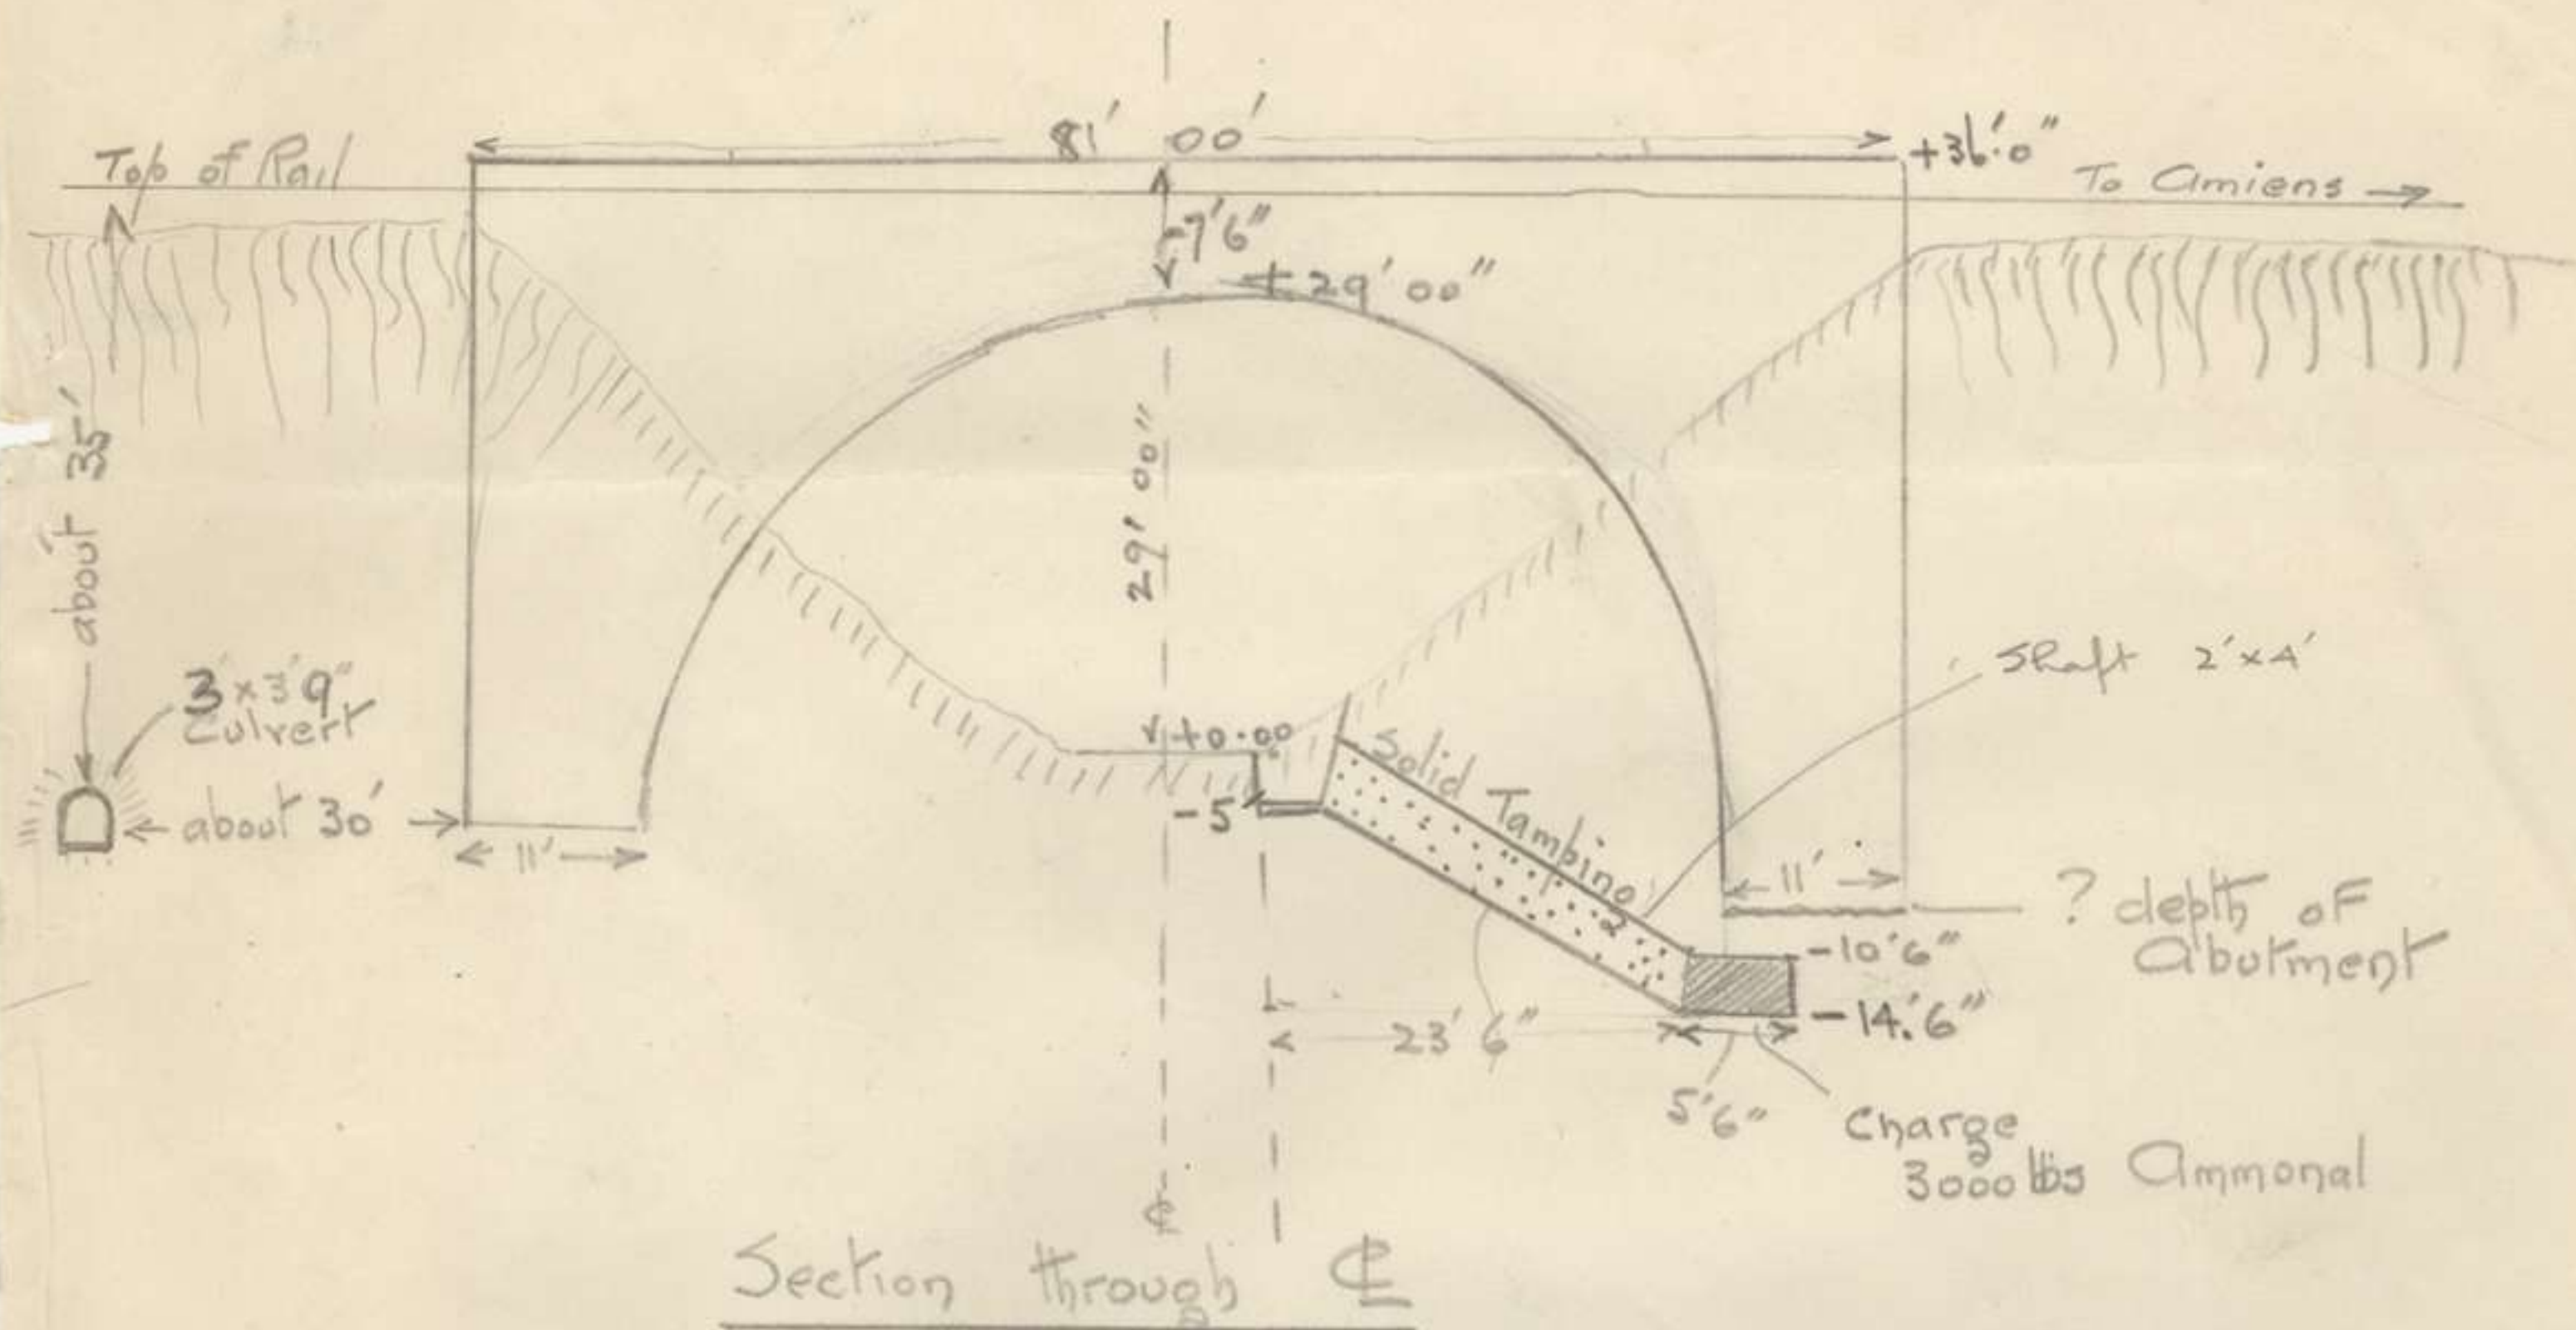 81' 00'
+36'.0"
Top of Rail
To Amiens
-7'6"
+29'00"
29' 00"
about 35'
Shaft 2'x4'
3'x3'9"
Culvert
+0.00
Solid Tamping
about 30'
-5'
11'
11'
? depth of
Abutment
-10'6"
-14.'6"
23'6"
5'6"
Charge
3000 lbs Ammonal
℄
Section through ℄